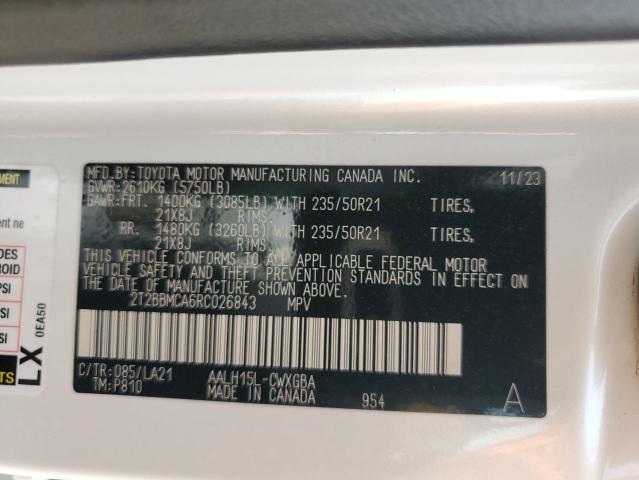 MFD.BY:TOYOTA MOTOR MANUFACTURING CANADA INC. 11/23
GVWR:2610KG (5750LB)
GAWR:FRT. 1400KG (3085LB) WITH 235/50R21
21X8J RIMS,
RR. 1480KG (3260LB) WITH 235/50R21
21X8J RIMS,
THIS VEHICLE CONFORMS TO ALL APPLICABLE FEDERAL MOTOR
VEHICLE SAFETY AND THEFT PREVENTION STANDARDS IN EFFECT ON
THE DATE OF MANUFACTURE SHOWN ABOVE.
2T2BBMCA6RC026843 MPV
C/TR:085/LA21 AALH15L-CWXGBA
TM:P810 MADE IN CANADA 954 A
LX 0EA50